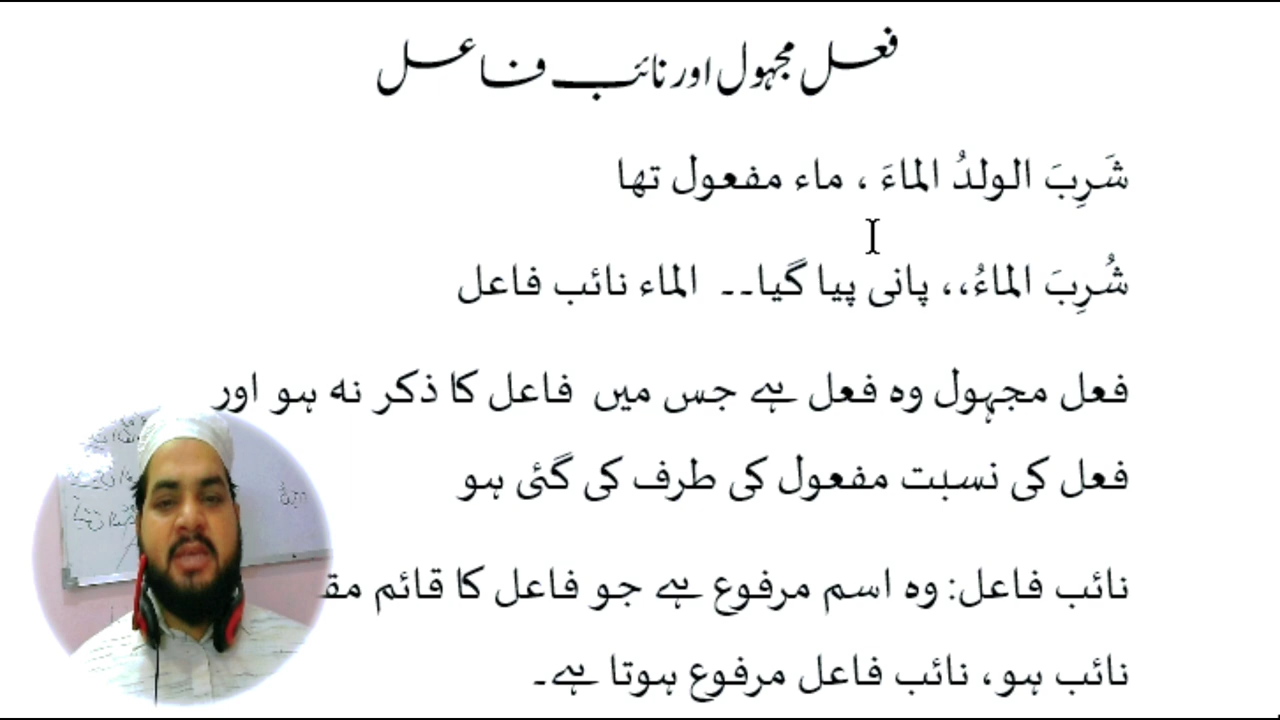 فعل مجہول اور نائب فاعل
شَرِبَ الولدُ الماءَ ، ماء مفعول تھا
شُرِبَ الماءُ،، پانی پیا گیا۔۔ الماء نائب فاعل
فعل مجہول وہ فعل ہے جس میں فاعل کا ذکر نہ ہو اور
فعل کی نسبت مفعول کی طرف کی گئی ہو
نائب فاعل: وہ اسم مرفوع ہے جو فاعل کا قائم
نائب ہو، نائب فاعل مرفوع ہوتا ہے۔